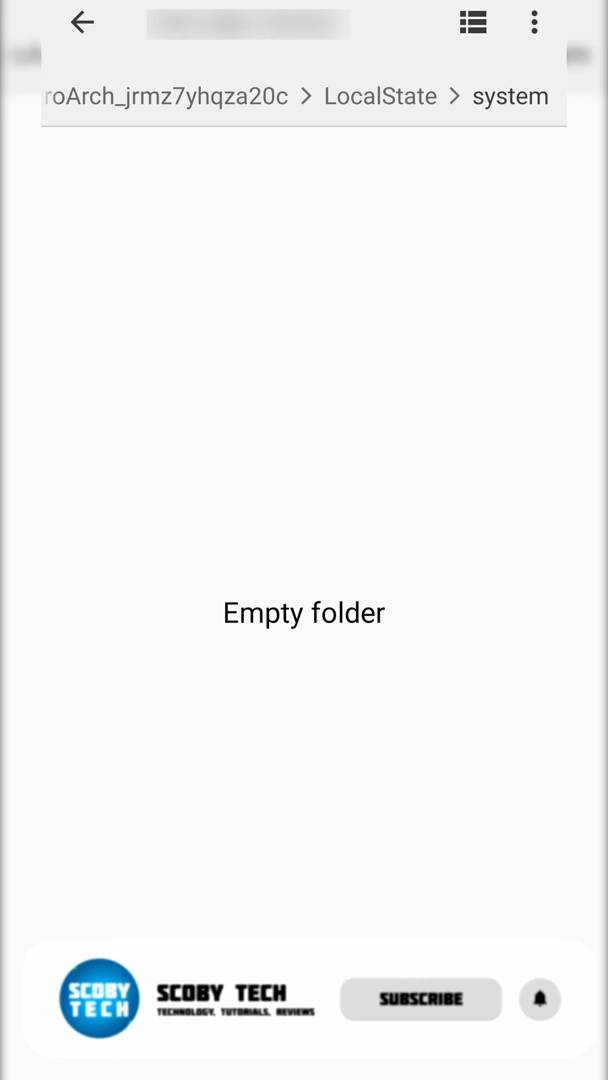 roArch_jrmz7yhqza20c > LocalState > system
Empty folder
SCOBY TECH
SCOBY TECH
TECHNOLOGY, TUTORIALS, REVIEWS
SUBSCRIBE